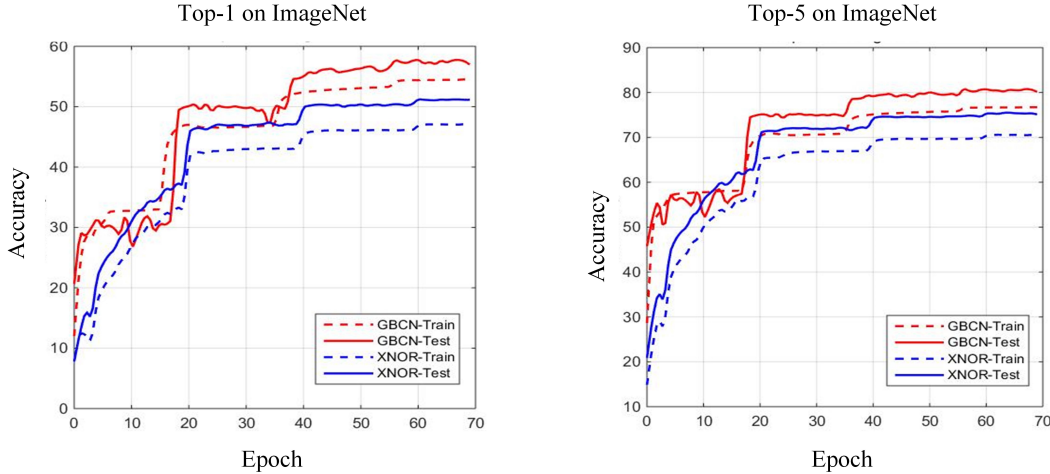 Top-1 on ImageNet
60
50
40
30
20
10
0
0 10 20 30 40 50 60 70
Accuracy
Epoch
GBCN-Train
GBCN-Test
XNOR-Train
XNOR-Test
Top-5 on ImageNet
90
80
70
60
50
40
30
20
10
0 10 20 30 40 50 60 70
Accuracy
Epoch
GBCN-Train
GBCN-Test
XNOR-Train
XNOR-Test